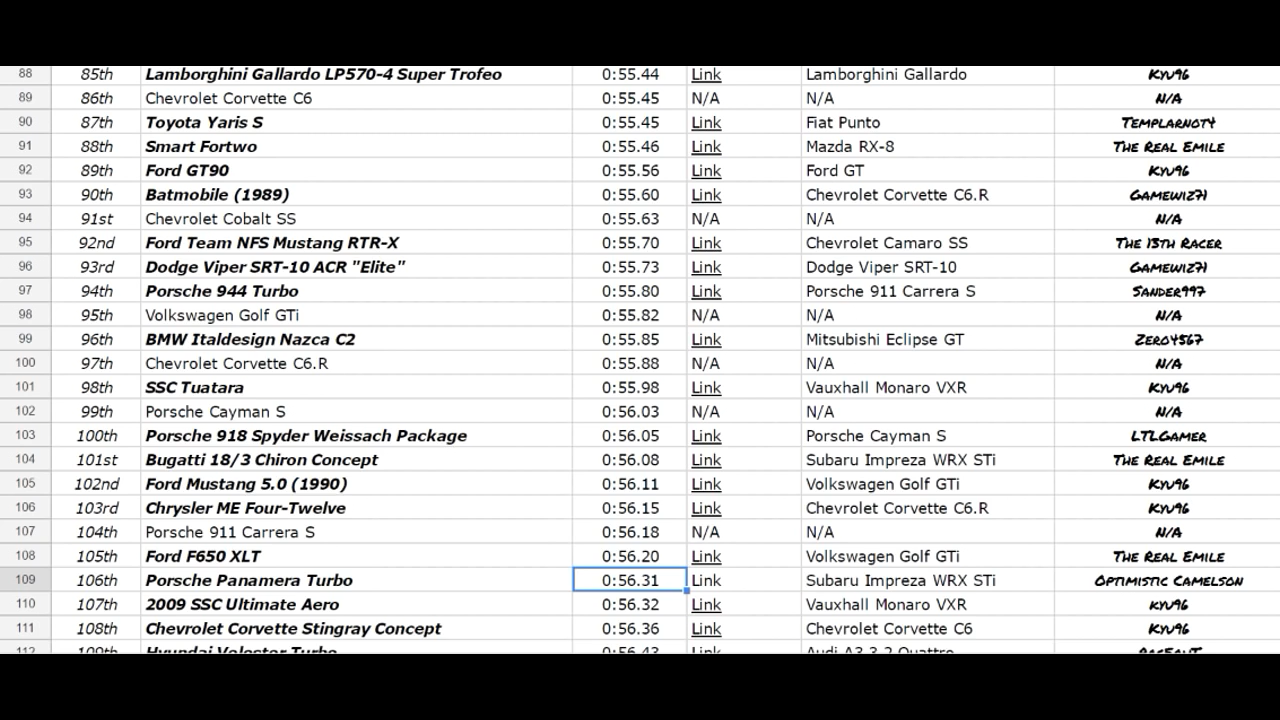 88 85th Lamborghini Gallardo LP570-4 Super Trofeo 0:55.44 Link Lamborghini Gallardo Kyu96
89 86th Chevrolet Corvette C6 0:55.45 N/A N/A N/A
90 87th Toyota Yaris S 0:55.45 Link Fiat Punto Templarnot4
91 88th Smart Fortwo 0:55.46 Link Mazda RX-8 The Real Emile
92 89th Ford GT90 0:55.56 Link Ford GT Kyu96
93 90th Batmobile (1989) 0:55.60 Link Chevrolet Corvette C6.R Gamewiz71
94 91st Chevrolet Cobalt SS 0:55.63 N/A N/A N/A
95 92nd Ford Team NFS Mustang RTR-X 0:55.70 Link Chevrolet Camaro SS The 13th Racer
96 93rd Dodge Viper SRT-10 ACR "Elite" 0:55.73 Link Dodge Viper SRT-10 Gamewiz71
97 94th Porsche 944 Turbo 0:55.80 Link Porsche 911 Carrera S Sander997
98 95th Volkswagen Golf GTi 0:55.82 N/A N/A N/A
99 96th BMW Italdesign Nazca C2 0:55.85 Link Mitsubishi Eclipse GT Zero4567
100 97th Chevrolet Corvette C6.R 0:55.88 N/A N/A N/A
101 98th SSC Tuatara 0:55.98 Link Vauxhall Monaro VXR Kyu96
102 99th Porsche Cayman S 0:56.03 N/A N/A N/A
103 100th Porsche 918 Spyder Weissach Package 0:56.05 Link Porsche Cayman S LTLGamer
104 101st Bugatti 18/3 Chiron Concept 0:56.08 Link Subaru Impreza WRX STi The Real Emile
105 102nd Ford Mustang 5.0 (1990) 0:56.11 Link Volkswagen Golf GTi Kyu96
106 103rd Chrysler ME Four-Twelve 0:56.15 Link Chevrolet Corvette C6.R Kyu96
107 104th Porsche 911 Carrera S 0:56.18 N/A N/A N/A
108 105th Ford F650 XLT 0:56.20 Link Volkswagen Golf GTi The Real Emile
109 106th Porsche Panamera Turbo 0:56.31 Link Subaru Impreza WRX STi Optimistic Camelson
110 107th 2009 SSC Ultimate Aero 0:56.32 Link Vauxhall Monaro VXR kyu96
111 108th Chevrolet Corvette Stingray Concept 0:56.36 Link Chevrolet Corvette C6 Kyu96
112 109th Hyundai Veloster Turbo 0:56.43 Link Audi A3 3.2 Quattro